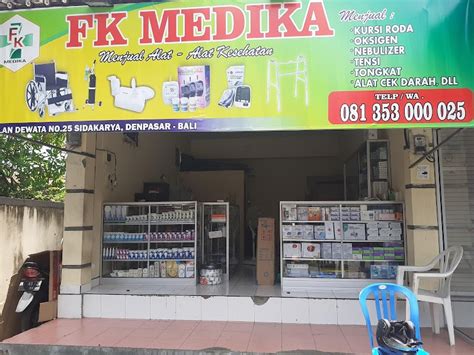 FK MEDIKA
Menjual Alat - Alat Kesehatan
FK
MEDIKA
Menjual :
• KURSI RODA
• OKSIGEN
• NEBULIZER
• TENSI
• TONGKAT
• ALAT CEK DARAH, DLL
TELP / WA .
081 353 000 025
LAN DEWATA NO.25 SIDAKARYA, DENPASAR - BALI